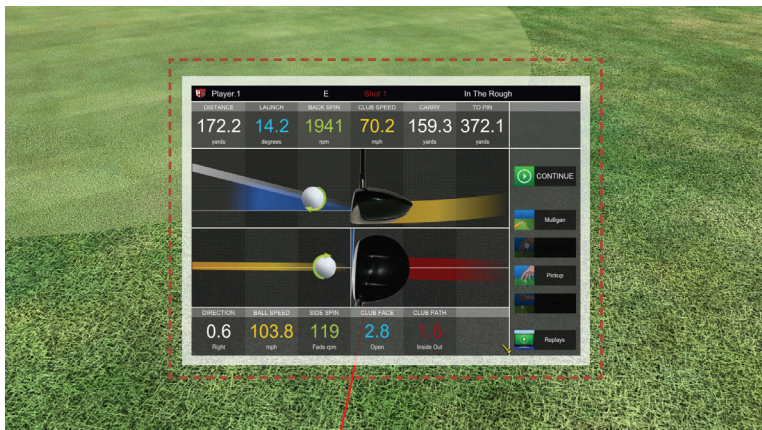 Player.1 E Shot 1 In The Rough
DISTANCE LAUNCH BACK SPIN CLUB SPEED CARRY TO PIN
172.2 14.2 1941 70.2 159.3 372.1
yards degrees rpm mph yards yards
CONTINUE
Mulligan
Pickup
DIRECTION BALL SPEED SIDE SPIN CLUB FACE CLUB PATH
0.6 103.8 119 2.8 1.6
Right mph Fade rpm Open Inside Out
Replays